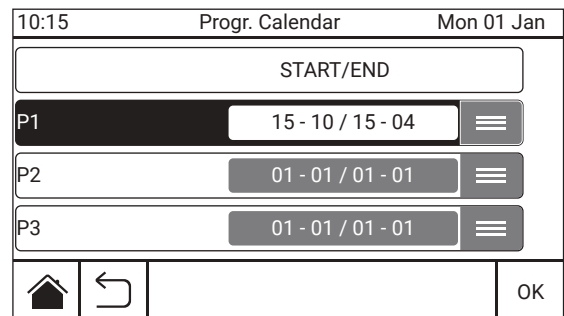 10:15 Progr. Calendar Mon 01 Jan
START/END
P1 15 - 10 / 15 - 04
P2 01 - 01 / 01 - 01
P3 01 - 01 / 01 - 01
OK